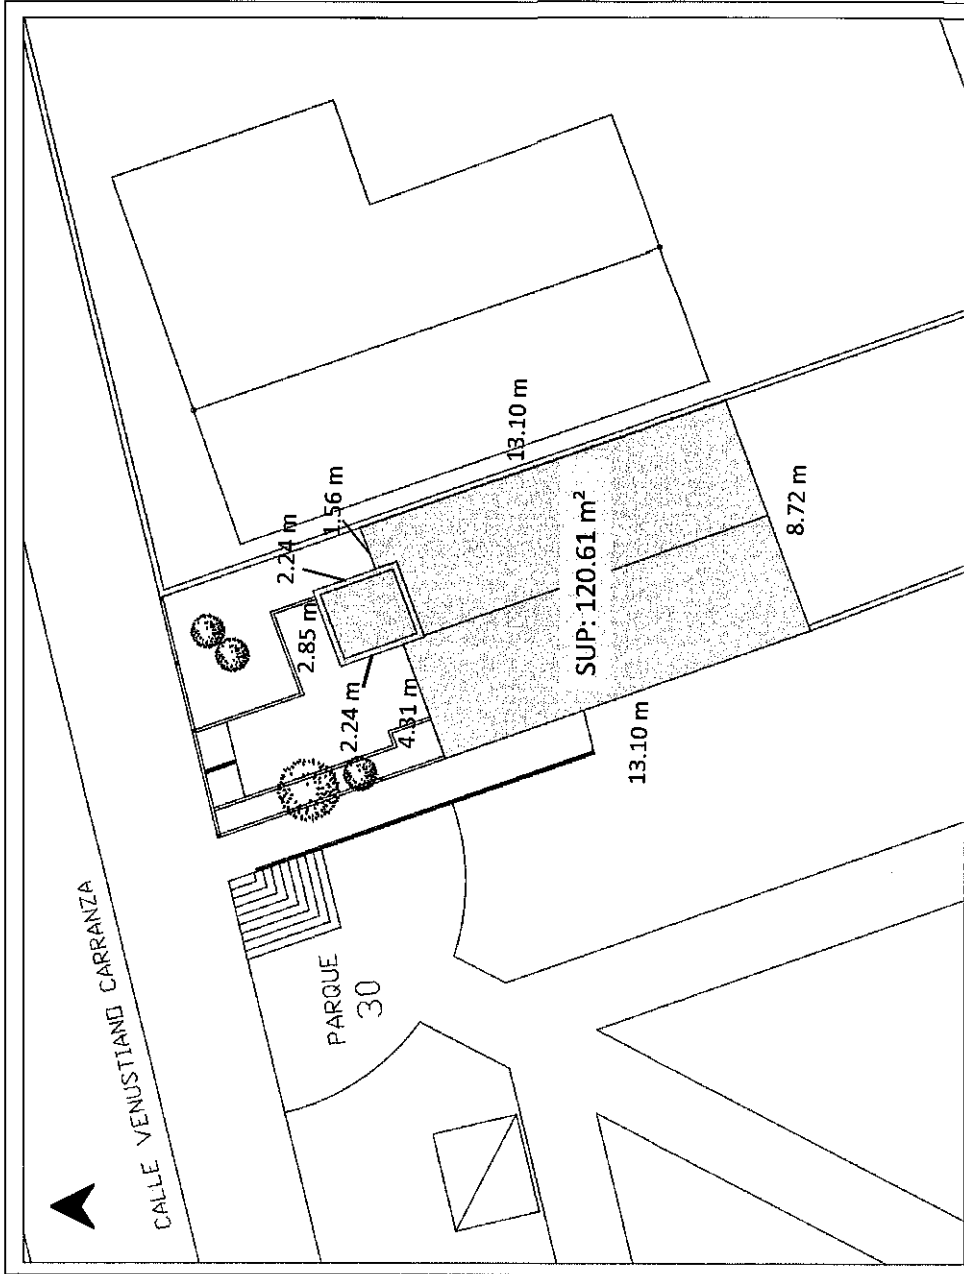 CALLE VENUSTIANO CARRANZA
PARQUE
30
2.24 m
1.56 m
2.85 m
2.24 m
4.31 m
13.10 m
SUP: 120.61 m²
13.10 m
8.72 m